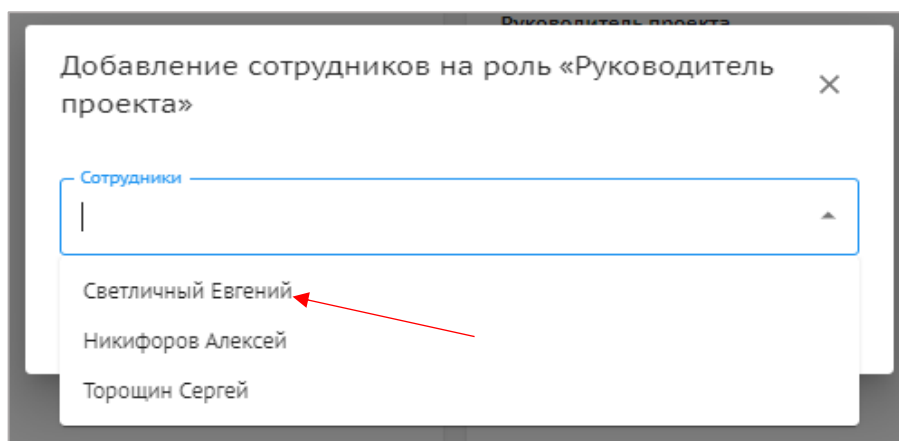 Руководитель проекта
Добавление сотрудников на роль «Руководитель
проекта»
Сотрудники
Светличный Евгений
Никифоров Алексей
Торощин Сергей